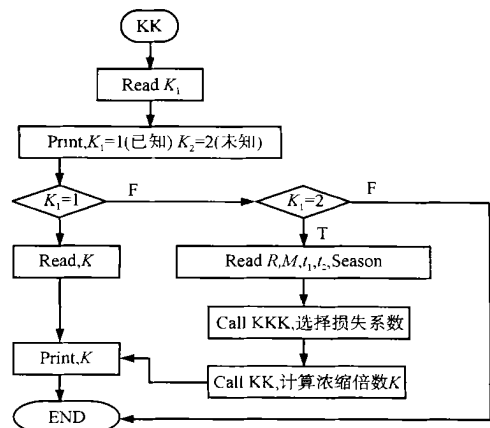 KK
Read K₁
Print,K₁=1(已知) K₂=2(未知)
K₁=1
F
K₁=2
F
T
Read,K
Read R,M,t₁,t₂,Season
Call KKK,选择损失系数
Print,K
Call KK,计算浓缩倍数K
END